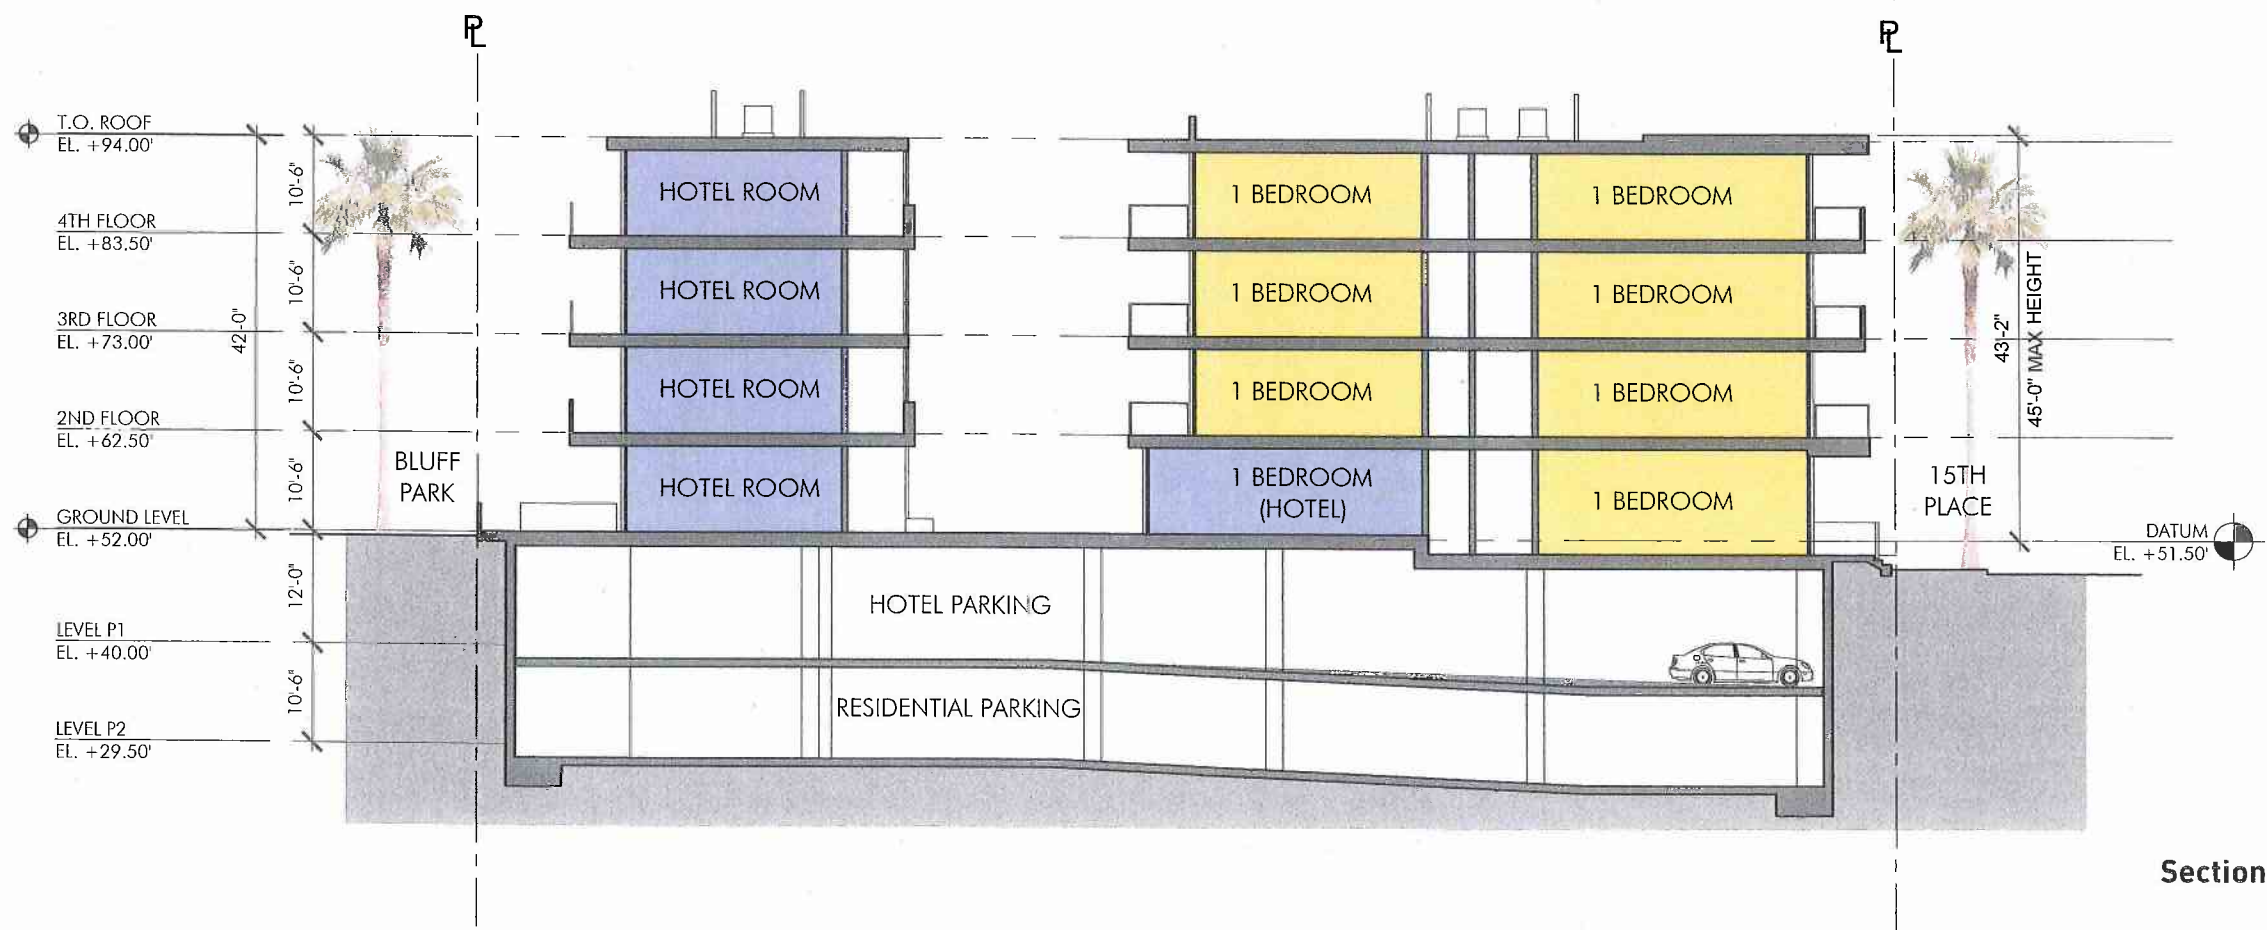 PL
PL
T.O. ROOF
EL. +94.00'
4TH FLOOR
EL. +83.50'
3RD FLOOR
EL. +73.00'
2ND FLOOR
EL. +62.50'
GROUND LEVEL
EL. +52.00'
LEVEL P1
EL. +40.00'
LEVEL P2
EL. +29.50'
42'-0"
10'-6"
10'-6"
10'-6"
10'-6"
12'-0"
10'-6"
BLUFF
PARK
HOTEL ROOM
HOTEL ROOM
HOTEL ROOM
HOTEL ROOM
1 BEDROOM
1 BEDROOM
1 BEDROOM
1 BEDROOM
1 BEDROOM
1 BEDROOM
1 BEDROOM
(HOTEL)
1 BEDROOM
HOTEL PARKING
RESIDENTIAL PARKING
15TH
PLACE
43'-2"
45'-0" MAX HEIGHT
DATUM
EL. +51.50'
Section